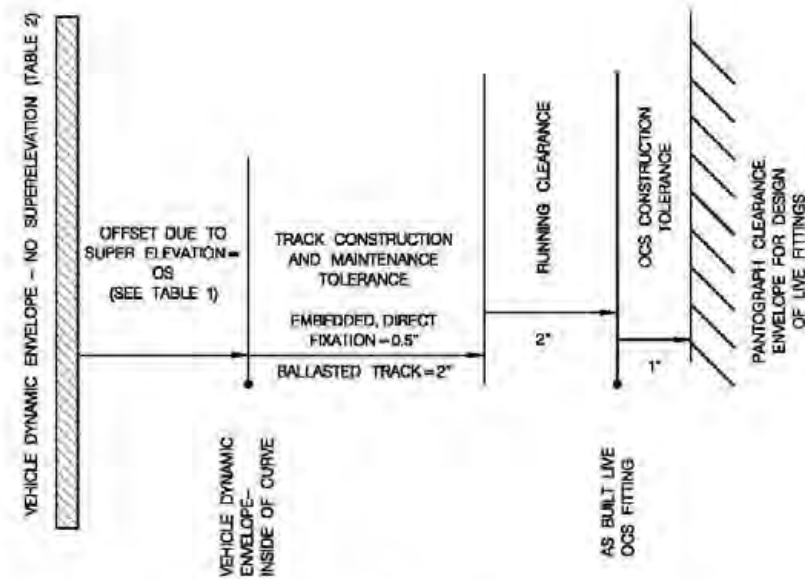 VEHICLE DYNAMIC ENVELOPE - NO SUPERELEVATION (TABLE 2)
OFFSET DUE TO
SUPER ELEVATION=
OS
(SEE TABLE 1)
VEHICLE DYNAMIC
ENVELOPE-
INSIDE OF CURVE
TRACK CONSTRUCTION
AND MAINTENANCE
TOLERANCE
EMBEDDED, DIRECT
FIXATION=0.5"
BALLASTED TRACK=2"
RUNNING CLEARANCE
2"
AS BUILT LIVE
OCS FITTING
OCS CONSTRUCTION
TOLERANCE
1"
PANTOGRAPH CLEARANCE
ENVELOPE FOR DESIGN
OF LIVE FITTINGS